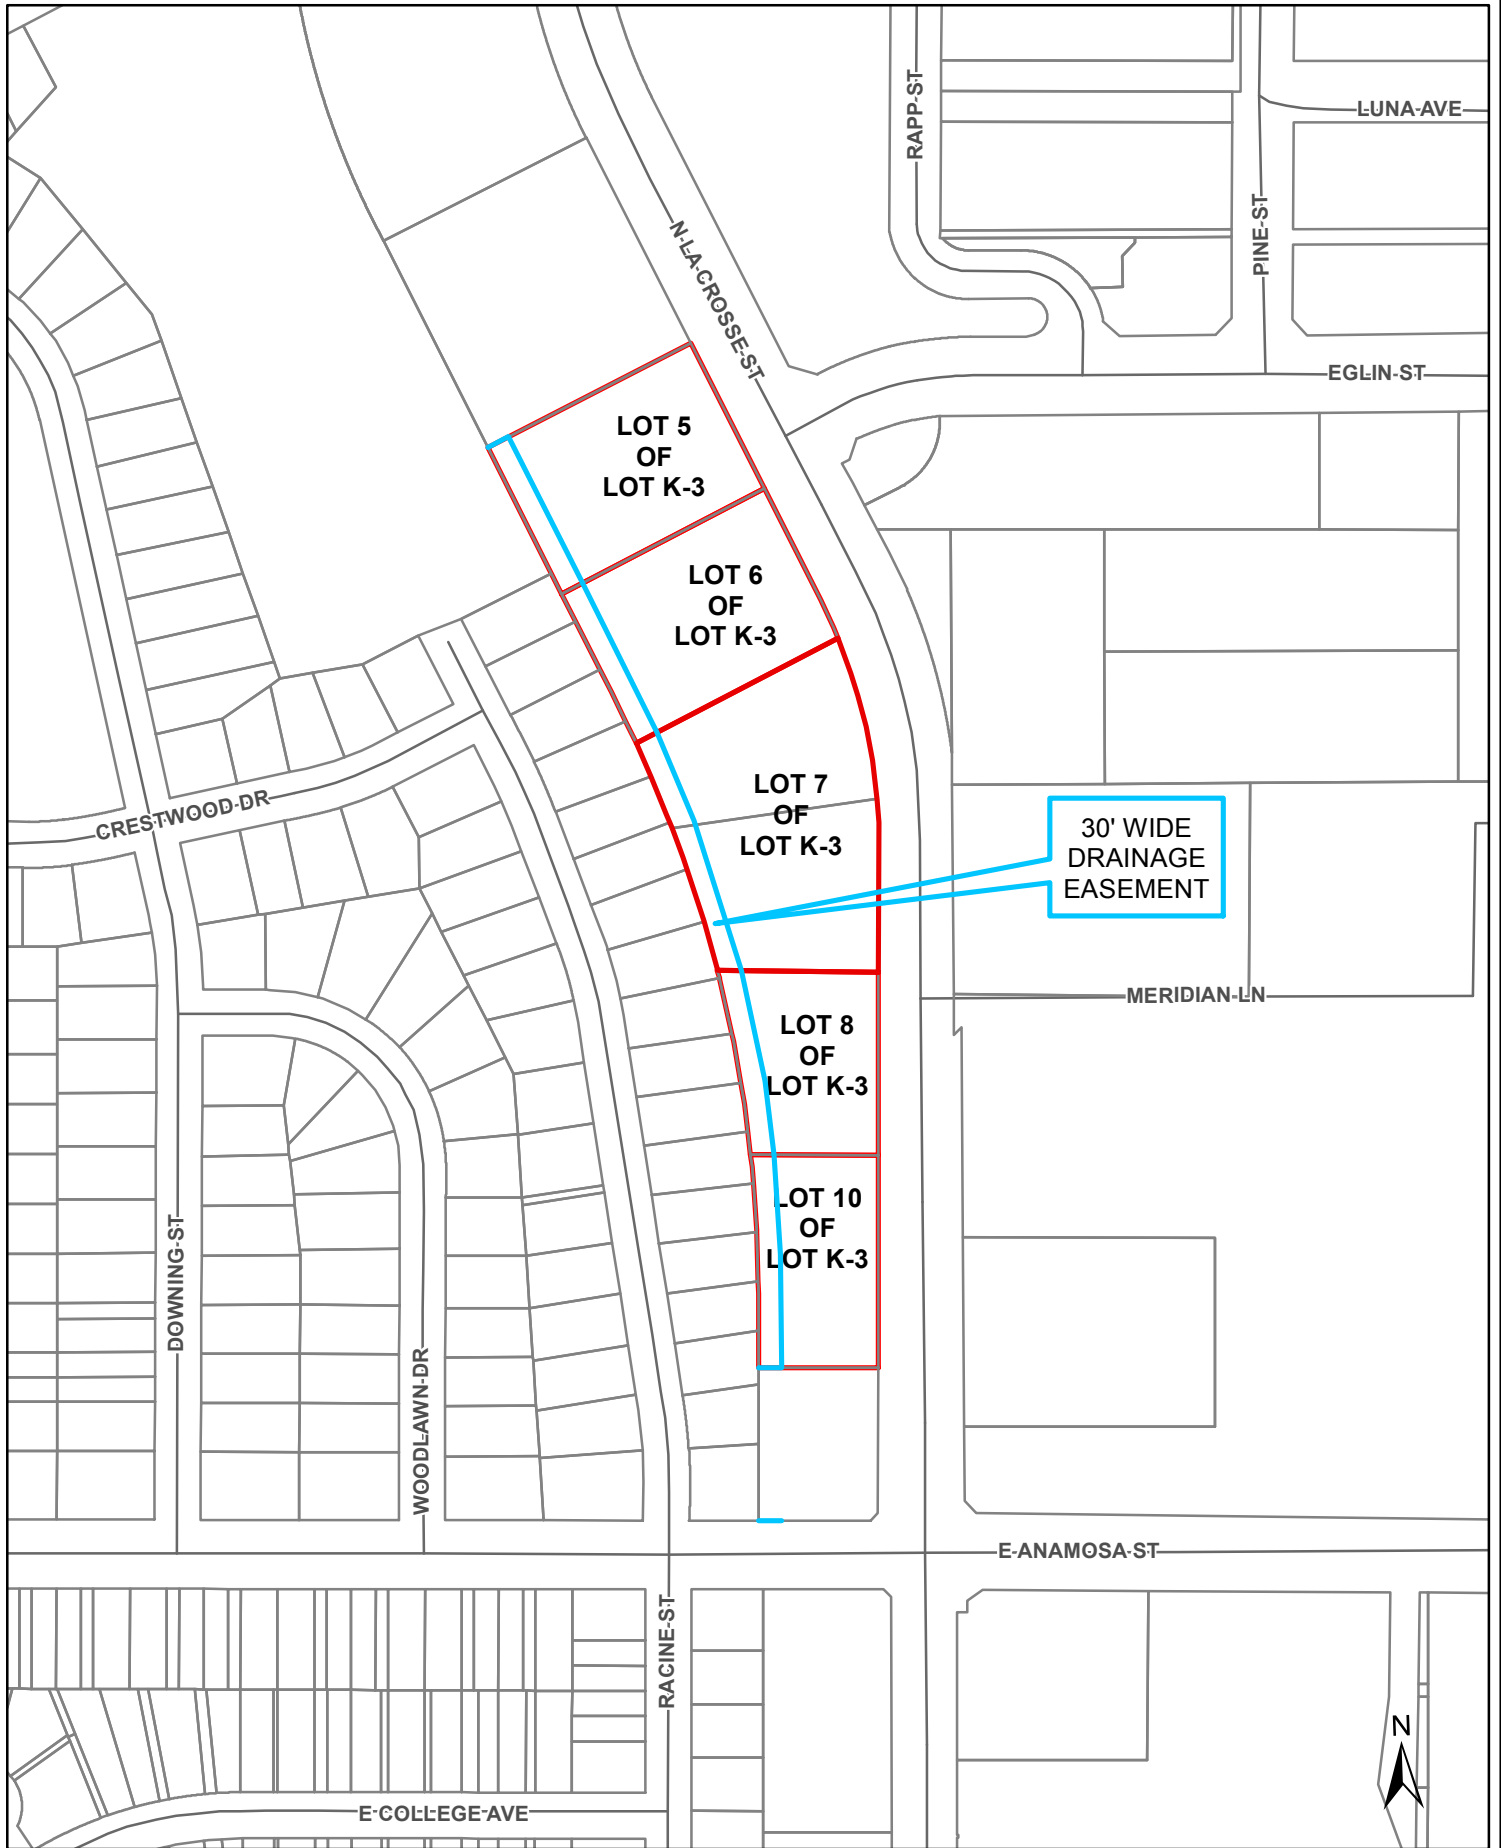 LUNA AVE
RAPP ST
PINE ST
N LA CROSSE ST
EGLIN ST
LOT 5
OF
LOT K-3
LOT 6
OF
LOT K-3
LOT 7
OF
LOT K-3
30' WIDE
DRAINAGE
EASEMENT
CRESTWOOD DR
MERIDIAN LN
LOT 8
OF
LOT K-3
LOT 10
OF
LOT K-3
DOWNING ST
WOODLAWN DR
E ANAMOSA ST
RACINE ST
N
E COLLEGE AVE